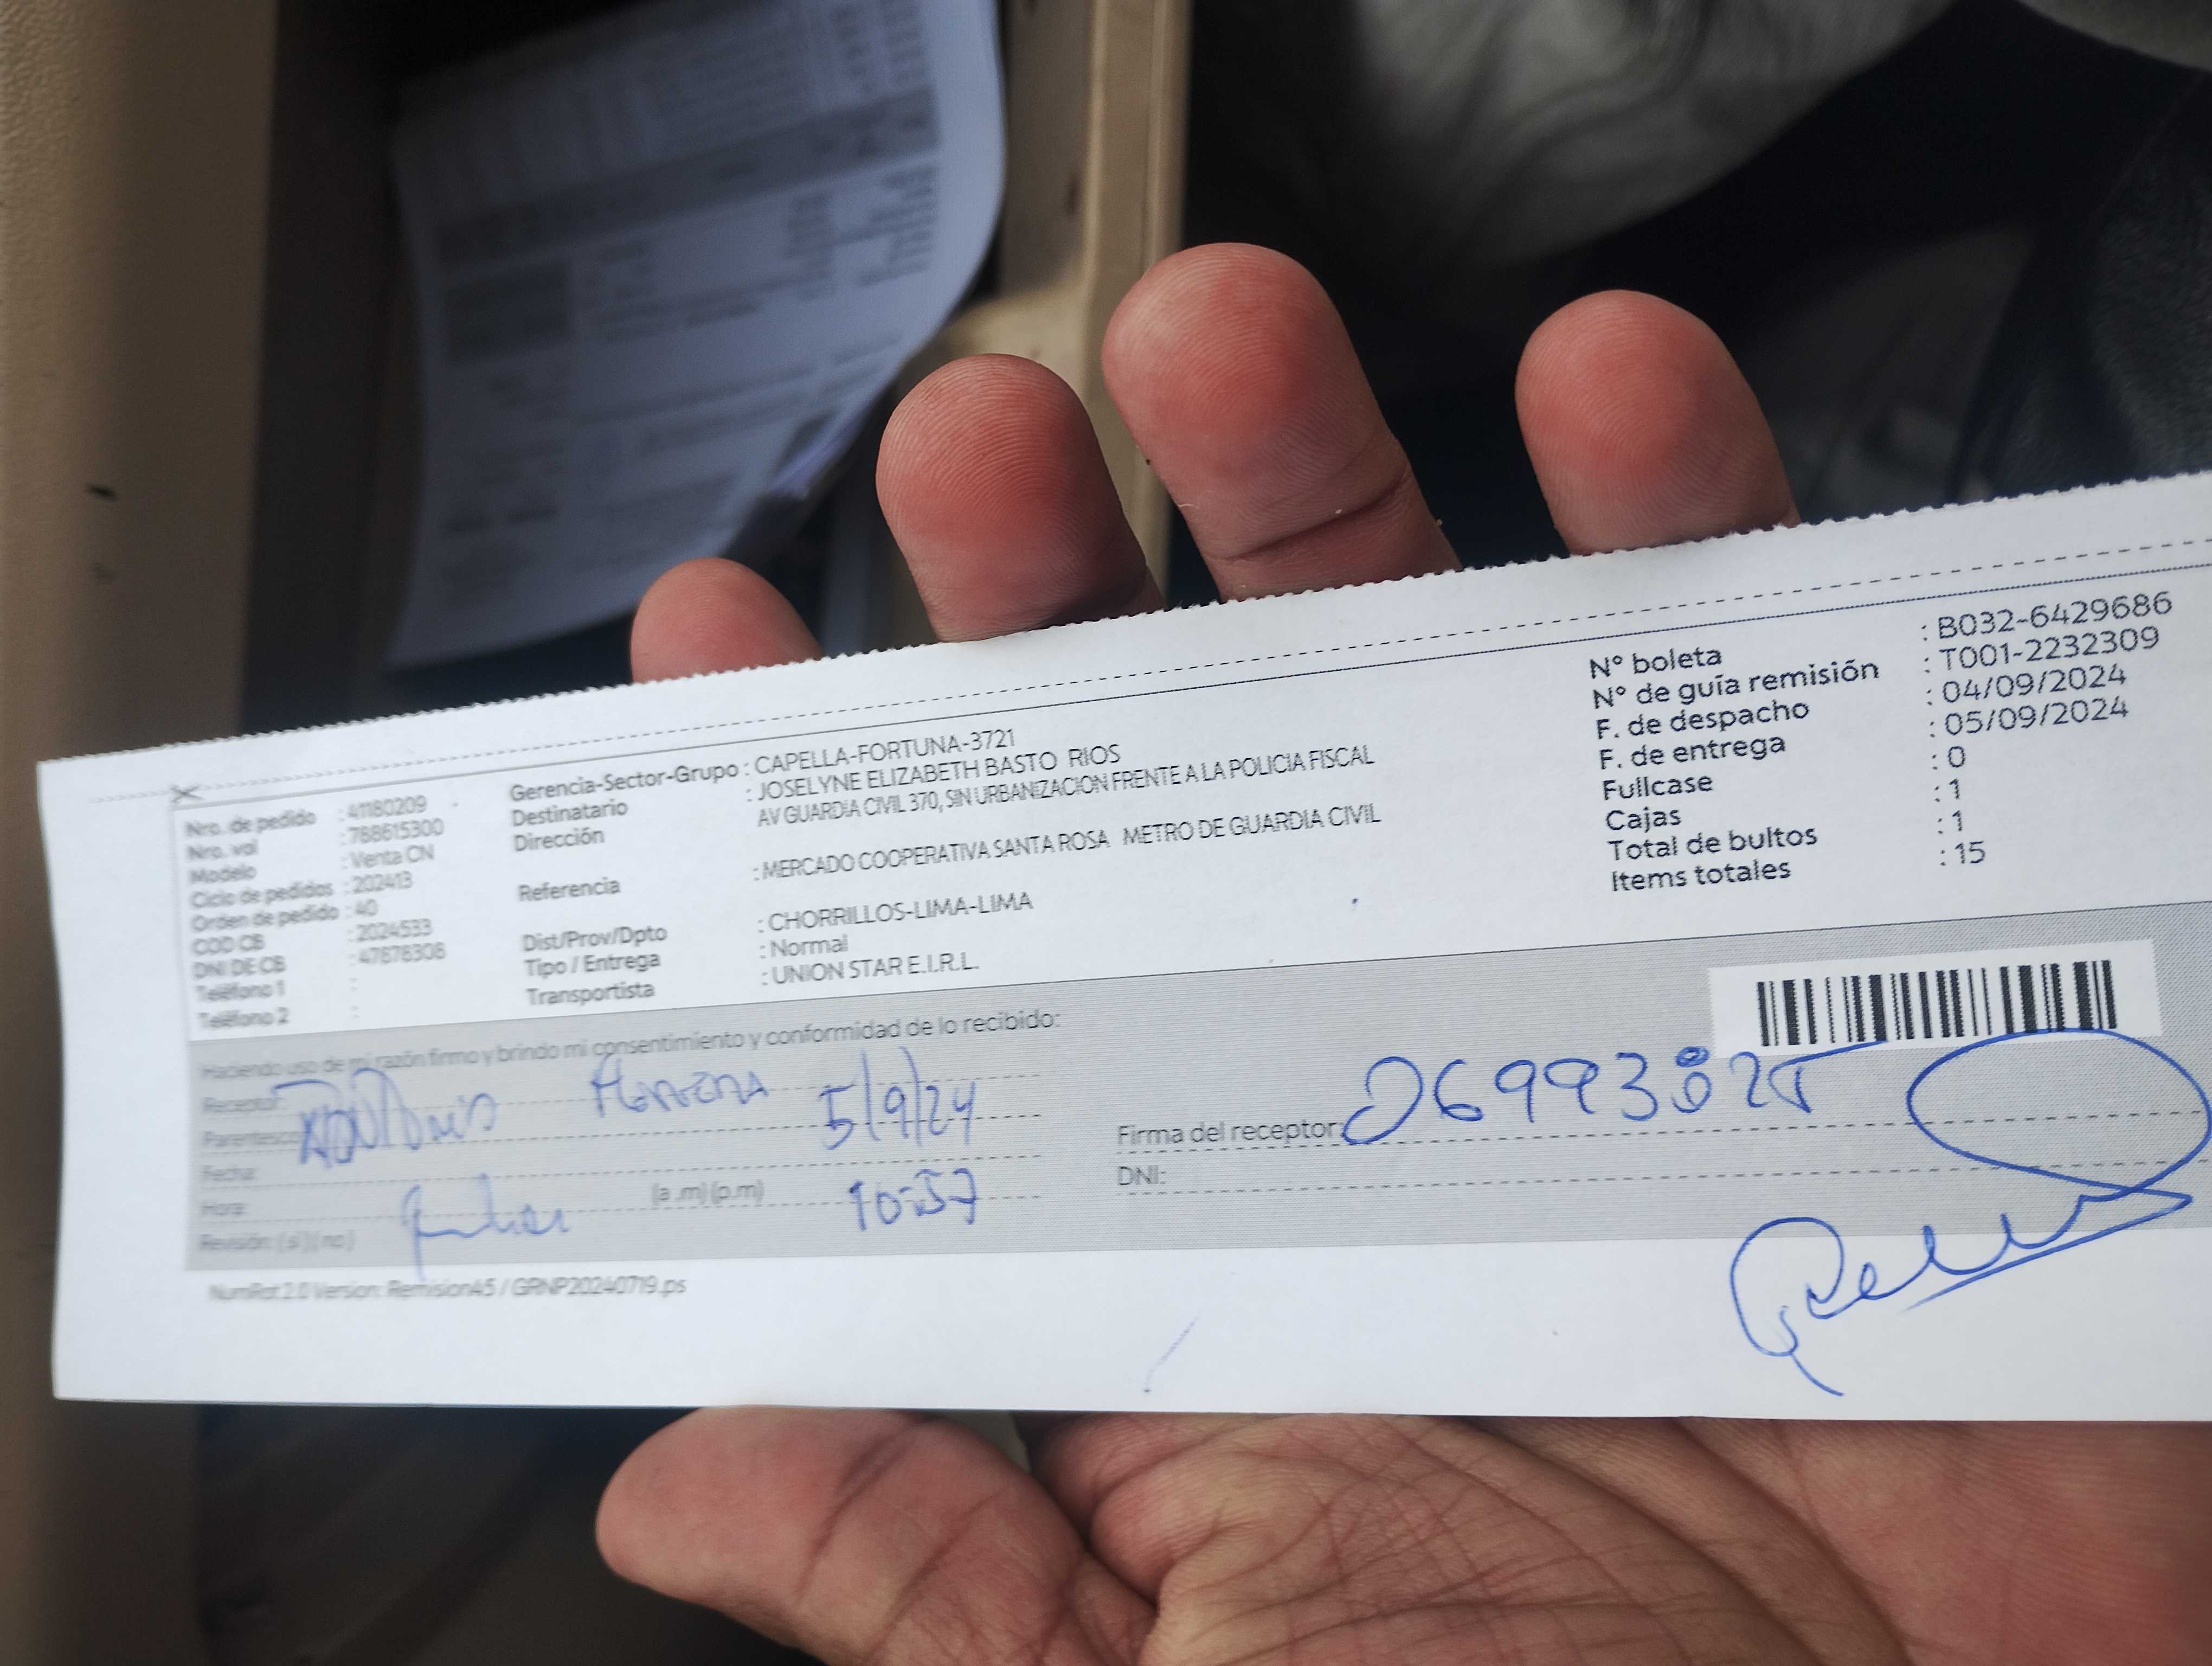 Nro. de pedido : 41180209
Nro. vol : 788615300
Modelo : Venta CN
Ciclo de pedidos : 202413
Orden de pedido : 40
COD CB : 2024533
DNI DE CB : 47878308
Teléfono 1 :
Teléfono 2 :
Gerencia-Sector-Grupo : CAPELLA-FORTUNA-3721
Destinatario : JOSELYNE ELIZABETH BASTO RIOS
Dirección AV GUARDIA CIVIL 370, SIN URBANIZACION FRENTE A LA POLICIA FISCAL
Referencia : MERCADO COOPERATIVA SANTA ROSA METRO DE GUARDIA CIVIL
Dist/Prov/Dpto : CHORRILLOS-LIMA-LIMA
Tipo / Entrega : Normal
Transportista : UNION STAR E.I.R.L.
N° boleta : B032-6429686
N° de guía remisión : T001-2232309
F. de despacho : 04/09/2024
F. de entrega : 05/09/2024
Fullcase : 0
Cajas : 1
Total de bultos : 1
Items totales : 15
Haciendo uso de mi razón firmo y brindo mi consentimiento y conformidad de lo recibido:
Receptor:
Parentesco 5/9/24
Fecha:
Hora: (a .m) (p.m) 10:57
Revisión: ( si ) ( no )
Firma del receptor:
DNI:
NumRot 2.0 Version: RemisionA5 / GRNP20240719.ps